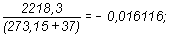 2218,3
(273,15 + 37) = − 0,016116;